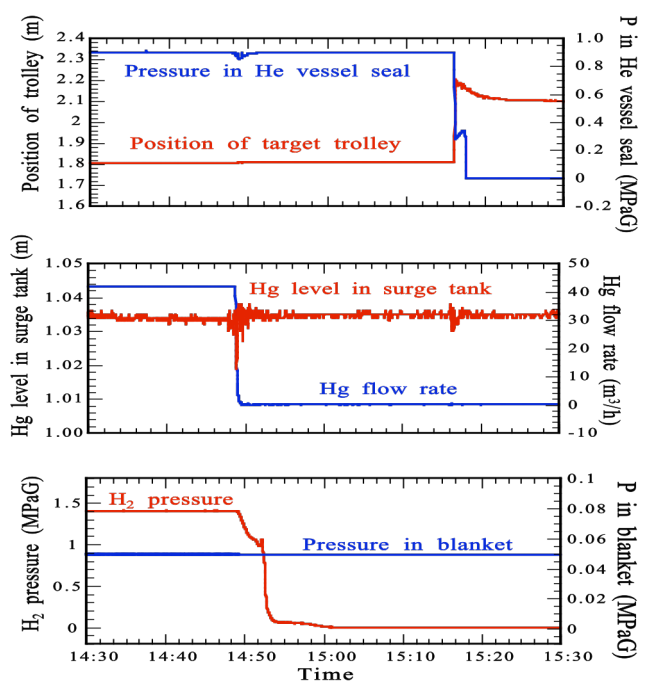 Position of trolley (m)
2.4
2.3
2.2
2.1
2
1.9
1.8
1.7
1.6
Pressure in He vessel seal
Position of target trolley
1.0
0.8
0.6
0.4
0.2
0
-0.2
P in He vessel
seal (MPaG)
Hg level in surge tank (m)
1.05
1.04
1.03
1.02
1.01
1.00
Hg level in surge tank
Hg flow rate
50
40
30
20
10
0
-10
Hg flow
rate (m³/h)
H₂ pressure (MPaG)
1.5
1
0.5
0
H₂ pressure
Pressure in blanket
0.1
0.08
0.06
0.04
0.02
0
P in blanket
(MPaG)
14:30 14:40 14:50 15:00 15:10 15:20 15:30
Time